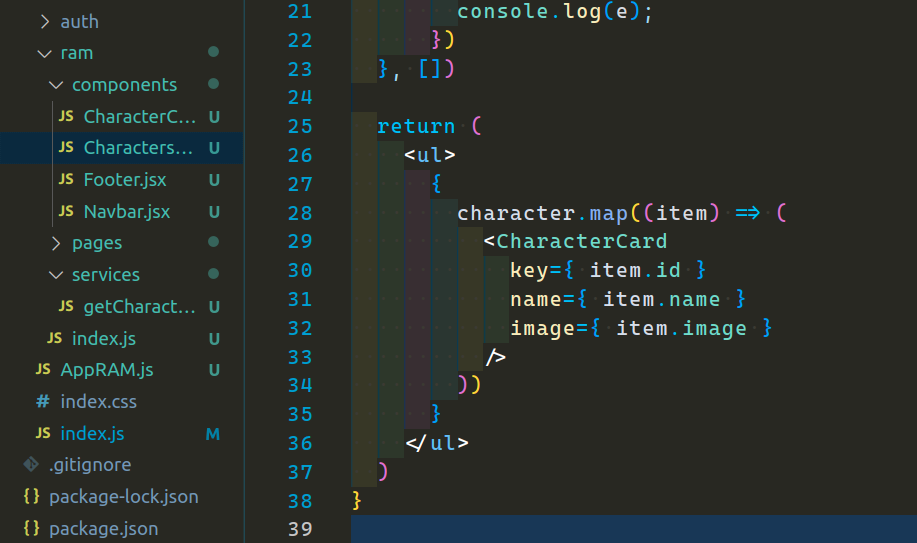 auth
ram
components
JS CharacterC... U
JS Characters... U
JS Footer.jsx U
JS Navbar.jsx U
pages
services
JS getCharact... U
JS index.js U
JS AppRAM.js U
# index.css
JS index.js M
.gitignore
{} package-lock.json
{} package.json
21 console.log(e);
22 })
23 }, [])
24
25 return (
26 <ul>
27 {
28 character.map((item) => (
29 <CharacterCard
30 key={ item.id }
31 name={ item.name }
32 image={ item.image }
33 />
34 ))
35 }
36 </ul>
37 )
38 }
39